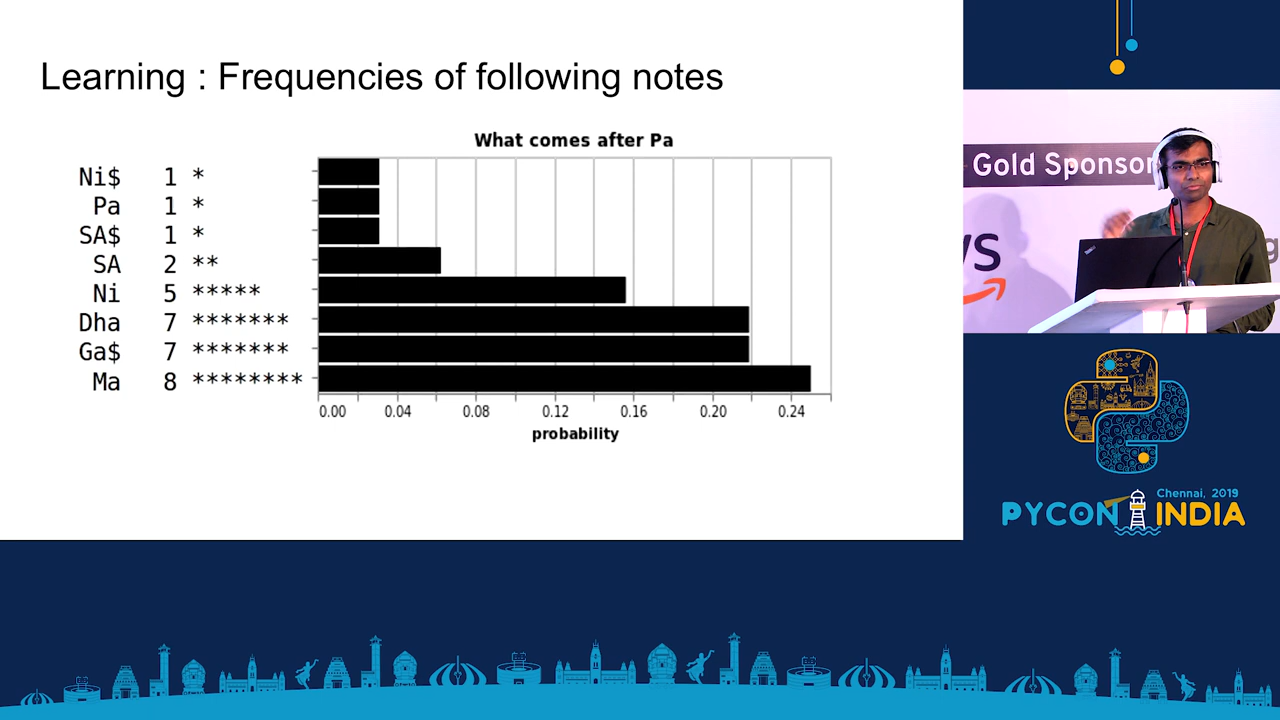 Learning : Frequencies of following notes
What comes after Pa
Ni$ 1 *
Pa 1 *
SA$ 1 *
SA 2 **
Ni 5 *****
Dha 7 *******
Ga$ 7 *******
Ma 8 ********
0.00 0.04 0.08 0.12 0.16 0.20 0.24
probability
Gold Sponsor
Chennai, 2019
PYCON INDIA